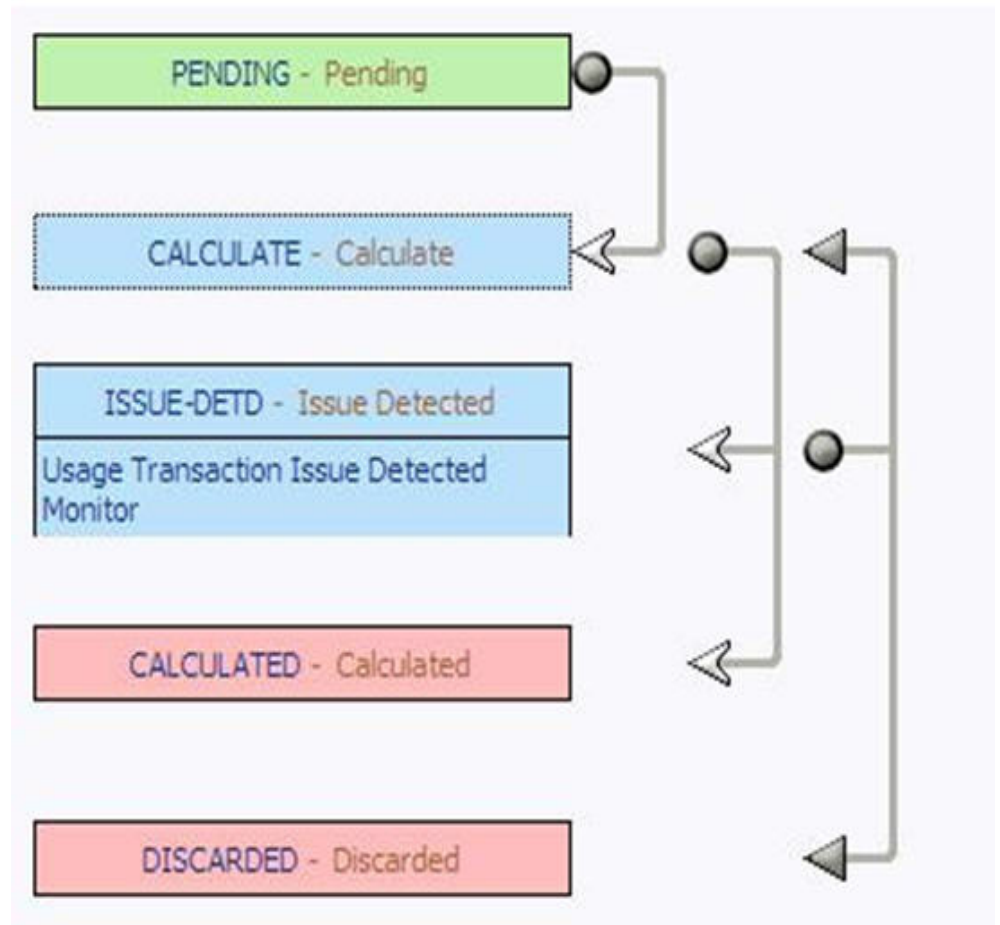 PENDING - Pending
CALCULATE - Calculate
ISSUE-DETD - Issue Detected
Usage Transaction Issue Detected
Monitor
CALCULATED - Calculated
DISCARDED - Discarded